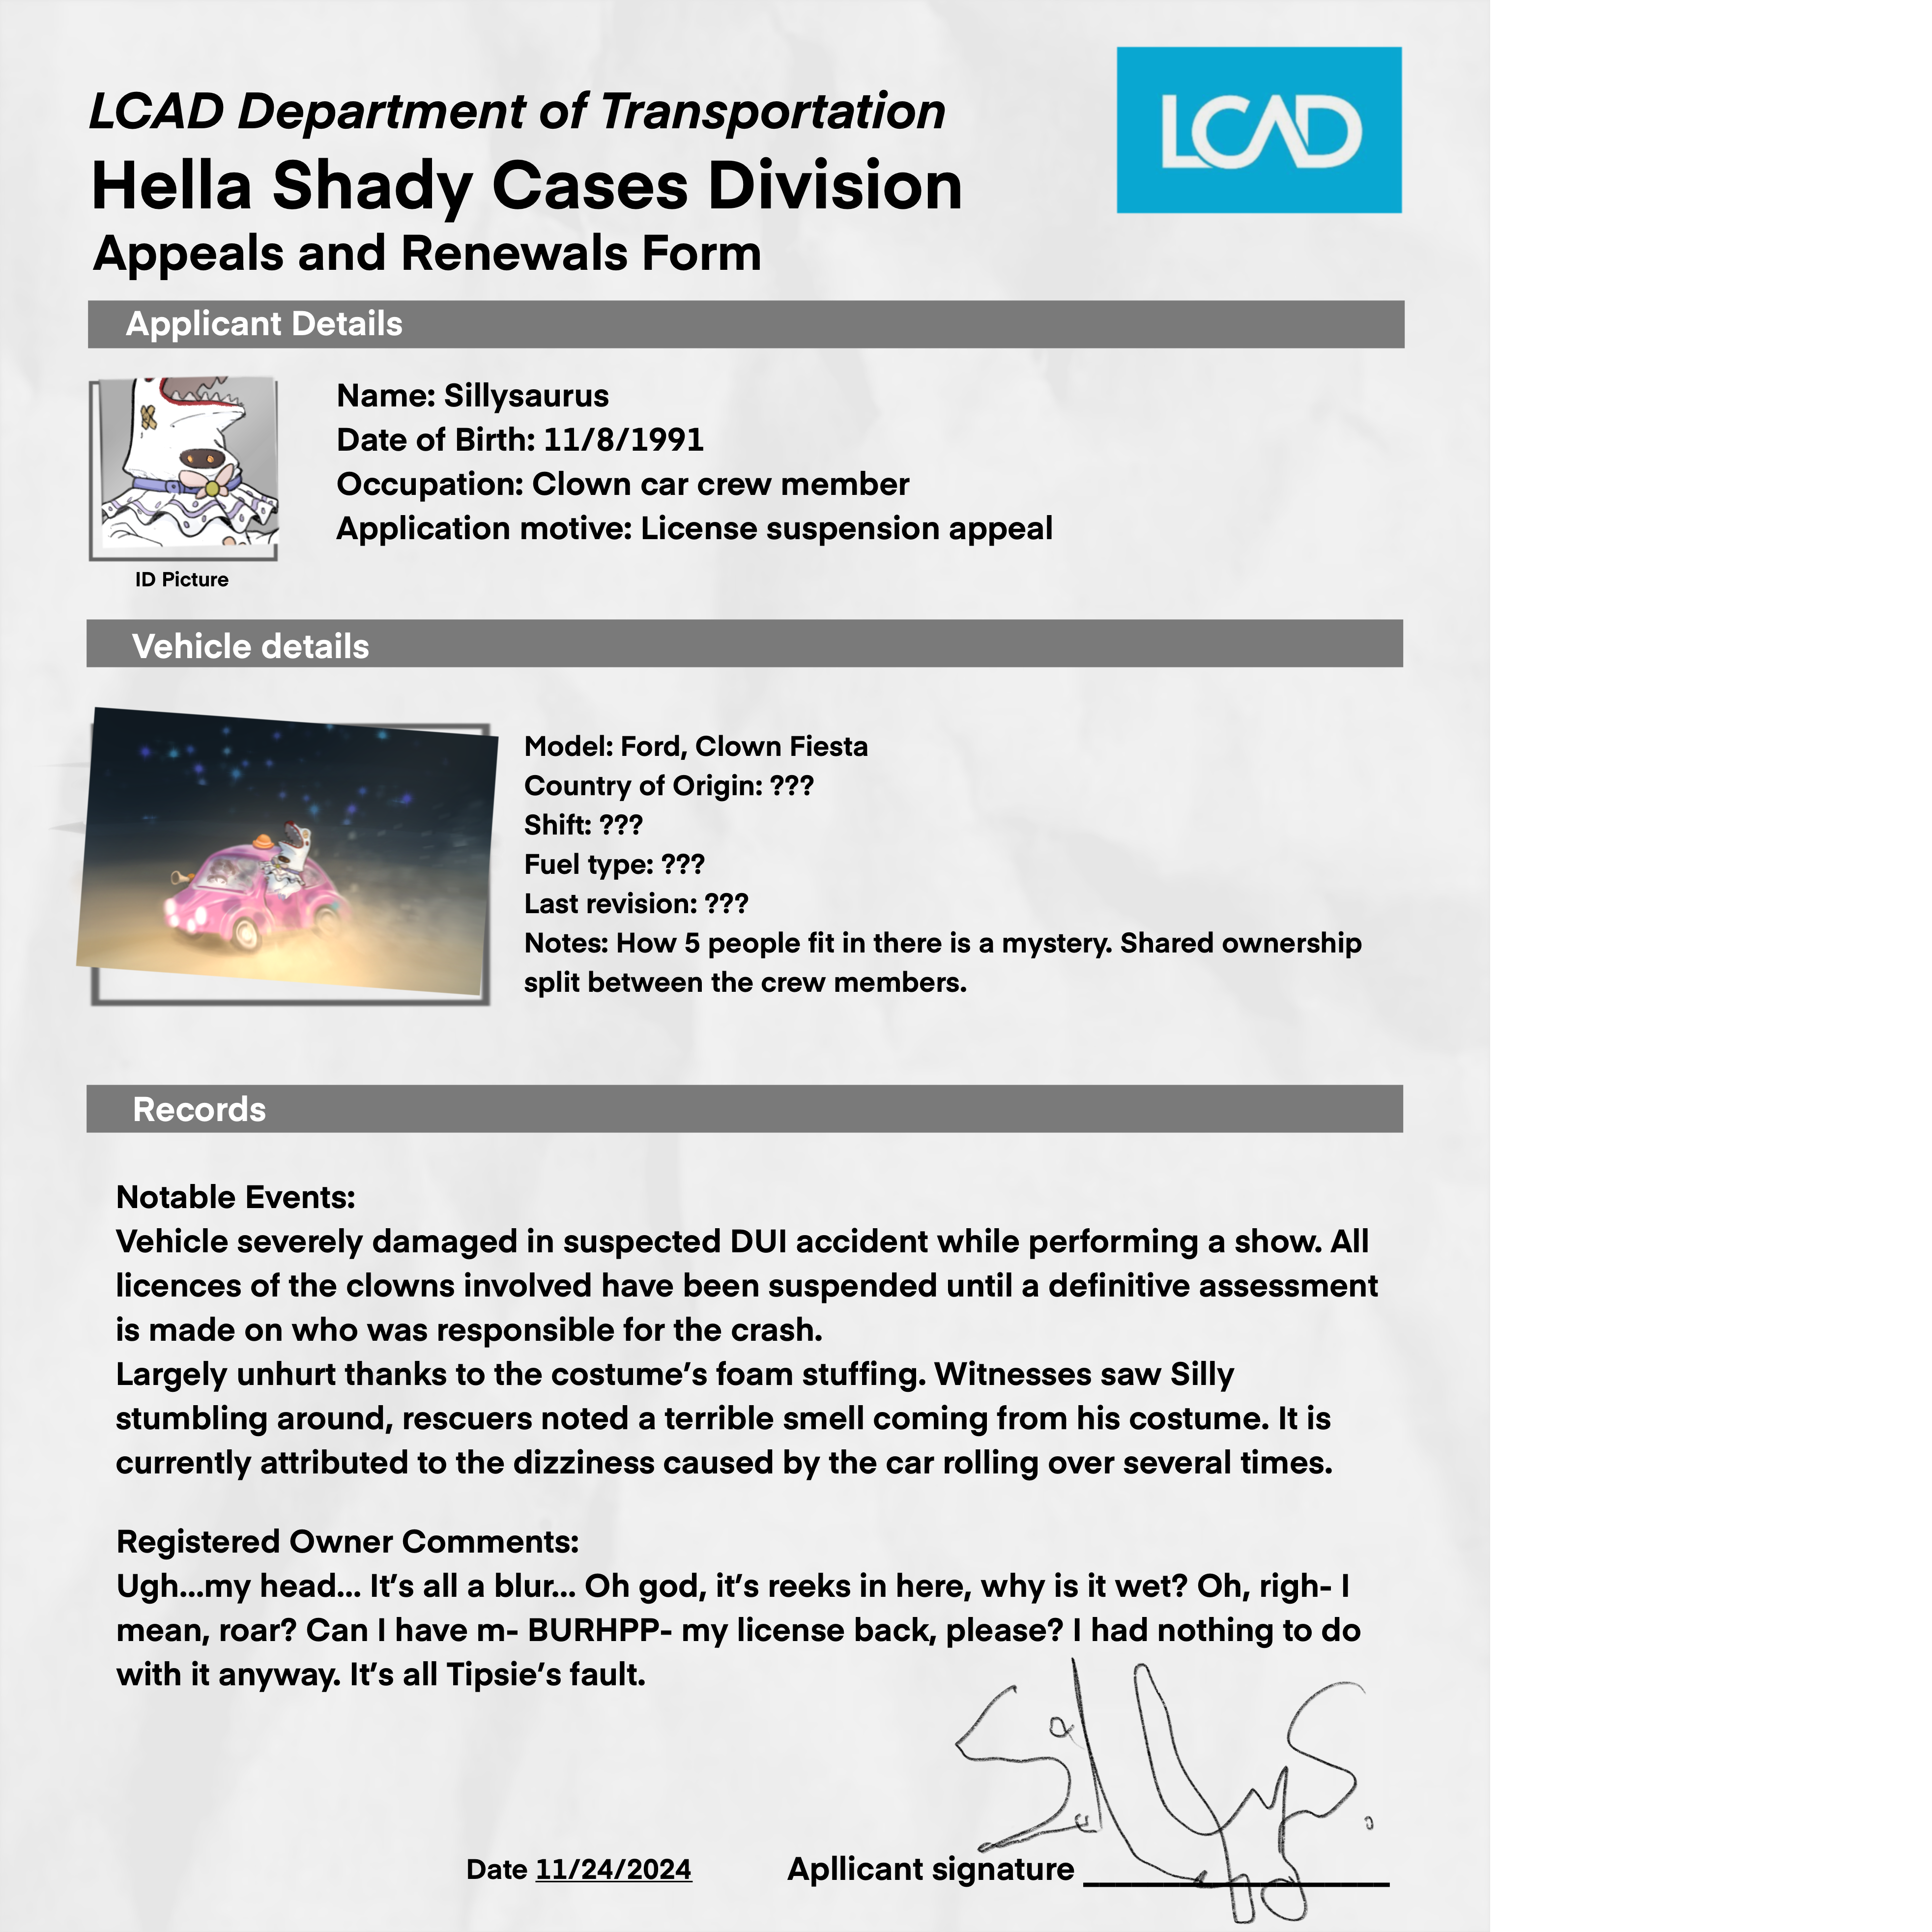 LCAD Department of Transportation
LCAD
Hella Shady Cases Division
Appeals and Renewals Form
Applicant Details
Name: Sillysaurus
Date of Birth: 11/8/1991
Occupation: Clown car crew member
Application motive: License suspension appeal
ID Picture
Vehicle details
Model: Ford, Clown Fiesta
Country of Origin: ???
Shift: ???
Fuel type: ???
Last revision: ???
Notes: How 5 people fit in there is a mystery. Shared ownership
split between the crew members.
Records
Notable Events:
Vehicle severely damaged in suspected DUI accident while performing a show. All
licences of the clowns involved have been suspended until a definitive assessment
is made on who was responsible for the crash.
Largely unhurt thanks to the costume’s foam stuffing. Witnesses saw Silly
stumbling around, rescuers noted a terrible smell coming from his costume. It is
currently attributed to the dizziness caused by the car rolling over several times.
Registered Owner Comments:
Ugh...my head... It’s all a blur... Oh god, it’s reeks in here, why is it wet? Oh, righ- I
mean, roar? Can I have m- BURHPP- my license back, please? I had nothing to do
with it anyway. It’s all Tipsie’s fault.
SillyS.
Date 11/24/2024
Apllicant signature